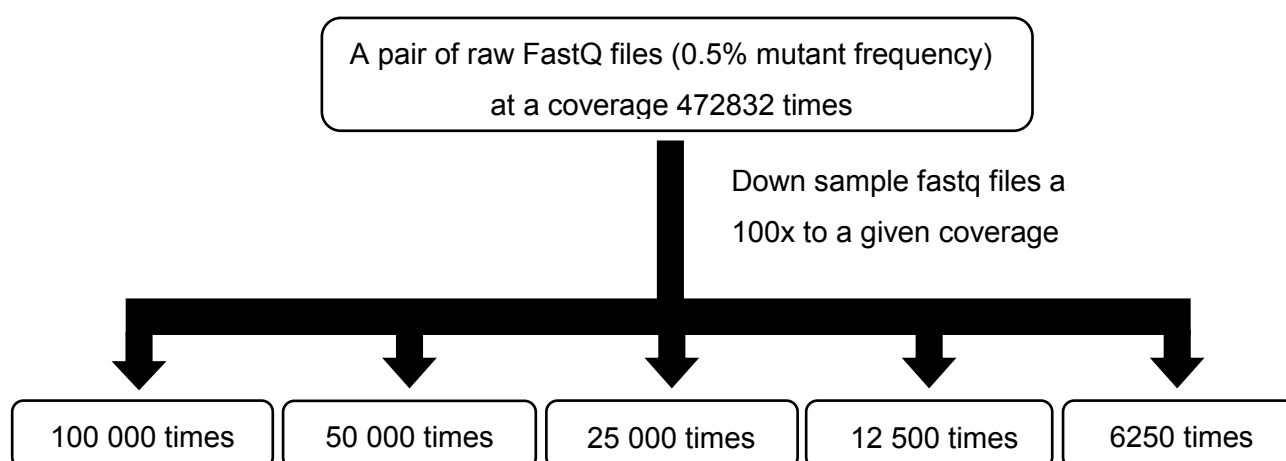 A pair of raw FastQ files (0.5% mutant frequency)
at a coverage 472832 times
Down sample fastq files a
100x to a given coverage
100 000 times
50 000 times
25 000 times
12 500 times
6250 times